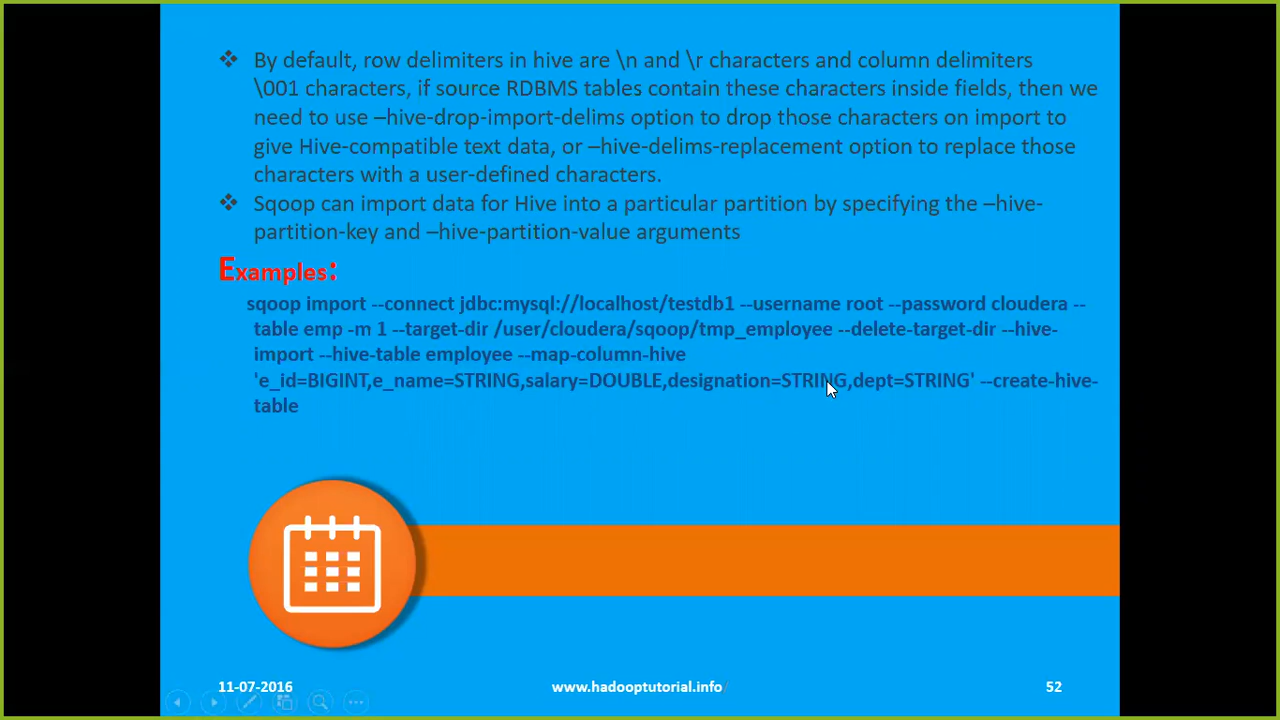 ❖ By default, row delimiters in hive are \n and \r characters and column delimiters
\001 characters, if source RDBMS tables contain these characters inside fields, then we
need to use –hive-drop-import-delims option to drop those characters on import to
give Hive-compatible text data, or –hive-delims-replacement option to replace those
characters with a user-defined characters.
❖ Sqoop can import data for Hive into a particular partition by specifying the –hive-
partition-key and –hive-partition-value arguments
Examples:
sqoop import --connect jdbc:mysql://localhost/testdb1 --username root --password cloudera --
table emp -m 1 --target-dir /user/cloudera/sqoop/tmp_employee --delete-target-dir --hive-
import --hive-table employee --map-column-hive
'e_id=BIGINT,e_name=STRING,salary=DOUBLE,designation=STRING,dept=STRING' --create-hive-
table
11-07-2016
www.hadooptutorial.info
52